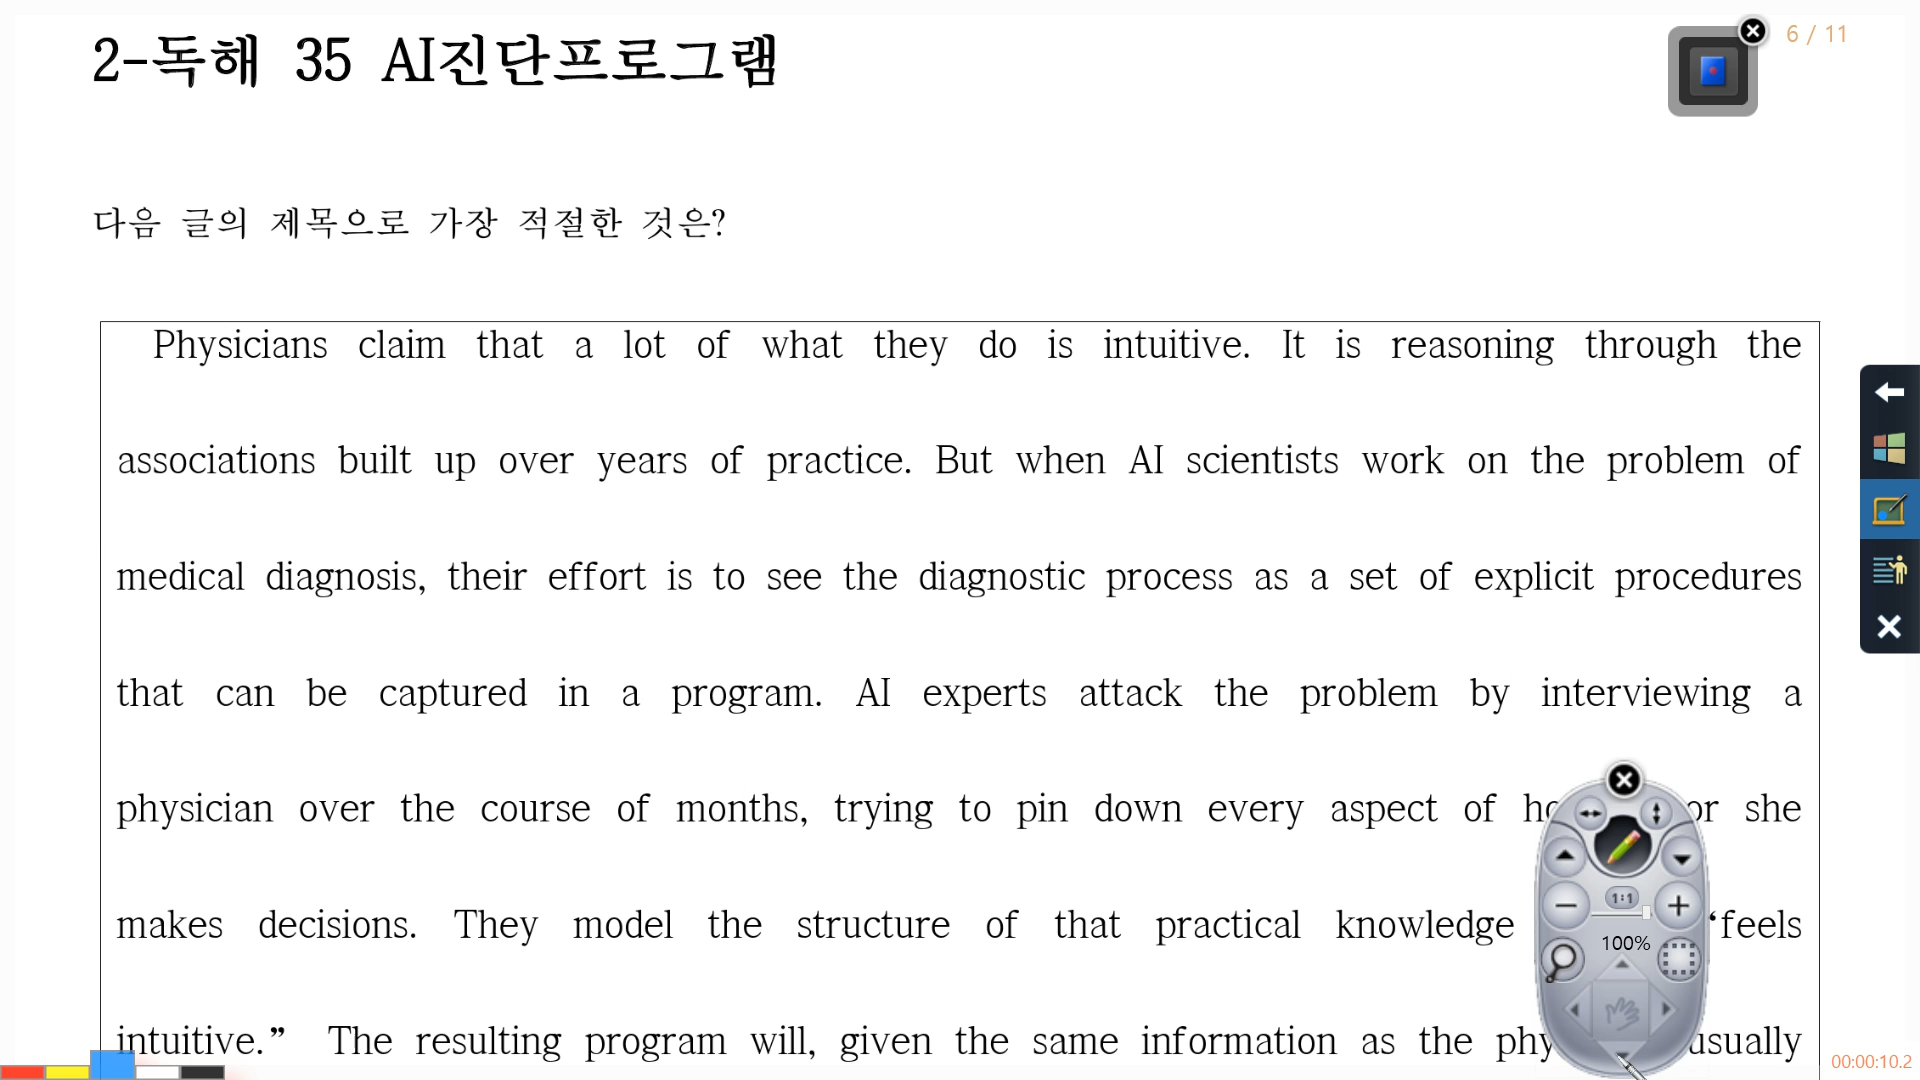 2-독해 35 AI진단프로그램
6 / 11
다음 글의 제목으로 가장 적절한 것은?
Physicians claim that a lot of what they do is intuitive. It is reasoning through the
associations built up over years of practice. But when AI scientists work on the problem of
medical diagnosis, their effort is to see the diagnostic process as a set of explicit procedures
that can be captured in a program. AI experts attack the problem by interviewing a
physician over the course of months, trying to pin down every aspect of or she
makes decisions. They model the structure of that practical knowledge “feels
intuitive.” The resulting program will, given the same information as the usually
1:1
100%
00:00:10.2